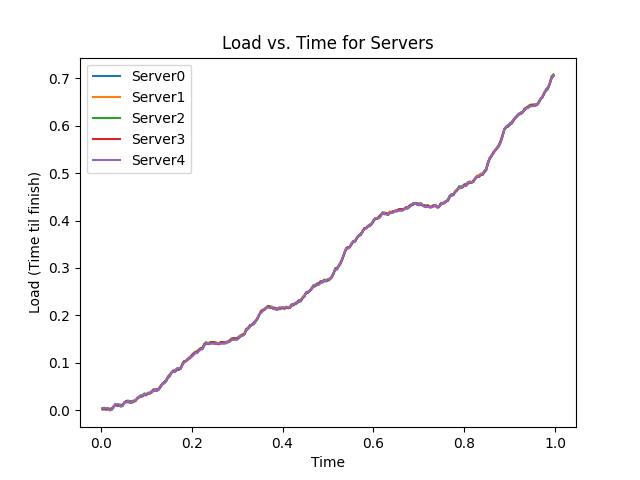 Load vs. Time for Servers
Server0
Server1
Server2
Server3
Server4
Load (Time til finish)
0.7
0.6
0.5
0.4
0.3
0.2
0.1
0.0
0.0 0.2 0.4 0.6 0.8 1.0
Time